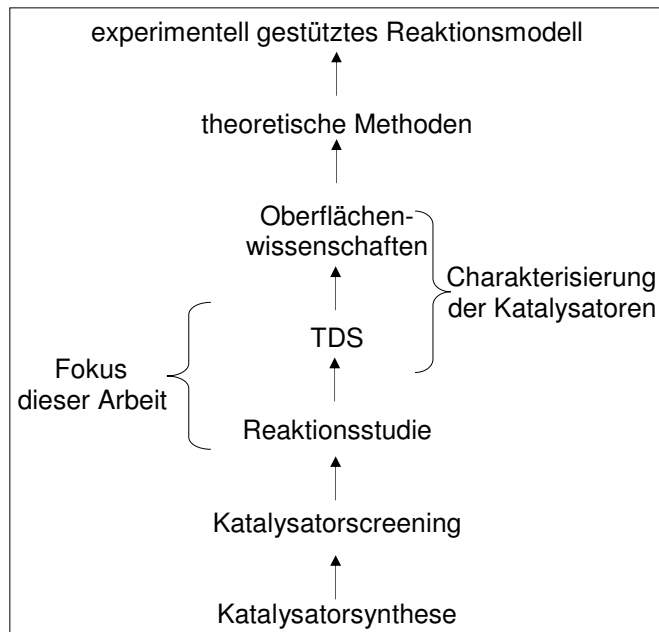 experimentell gestütztes Reaktionsmodell
theoretische Methoden
Oberflächen-
wissenschaften
Charakterisierung
der Katalysatoren
TDS
Fokus
dieser Arbeit
Reaktionsstudie
Katalysatorscreening
Katalysatorsynthese